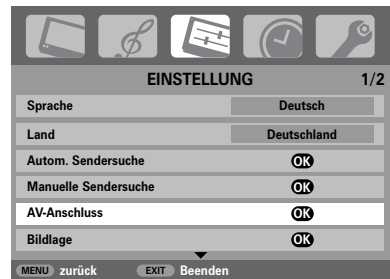 EINSTELLUNG 1/2
Sprache Deutsch
Land Deutschland
Autom. Sendersuche OK
Manuelle Sendersuche OK
AV-Anschluss OK
Bildlage OK
MENU zurück EXIT Beenden